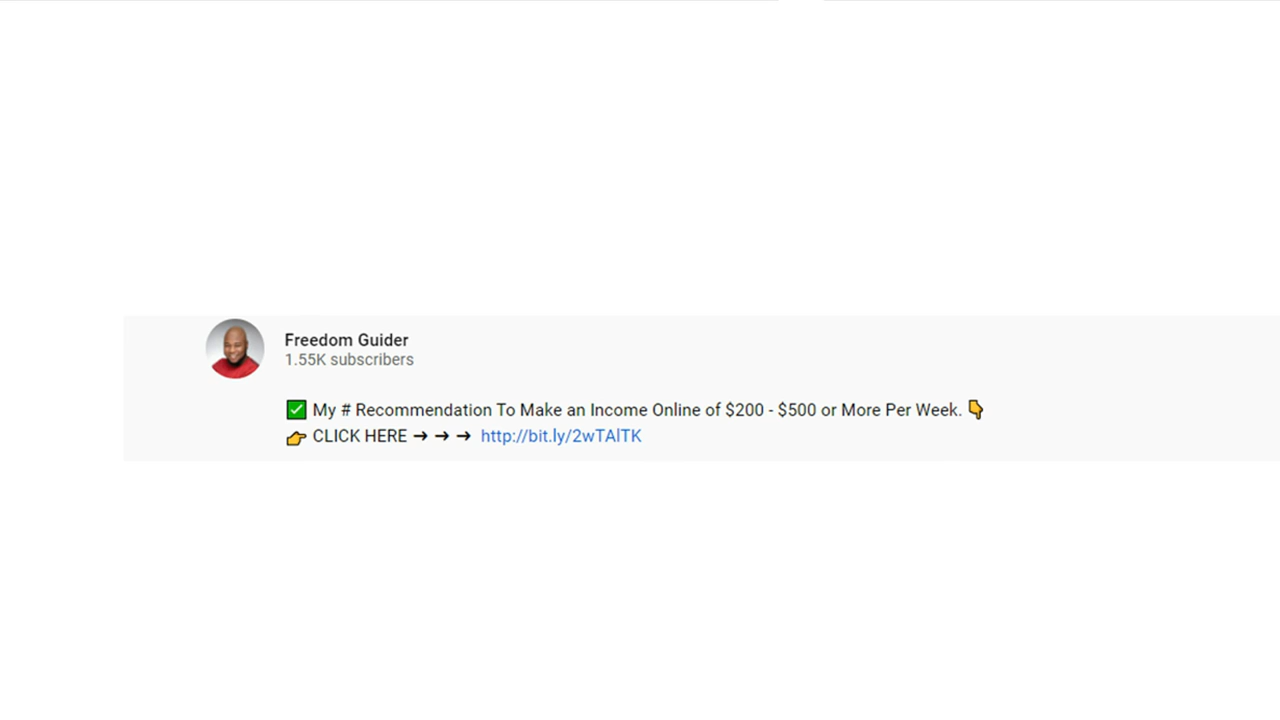 Freedom Guider
1.55K subscribers
✅ My # Recommendation To Make an Income Online of $200 - $500 or More Per Week. 👇
👉 CLICK HERE ➜ ➜ ➜ http://bit.ly/2wTAlTK